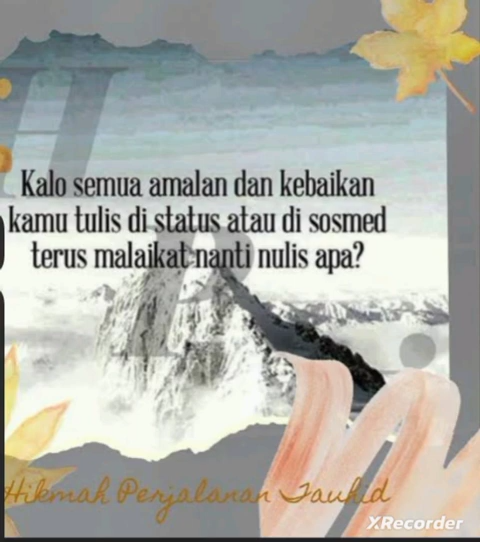 Kalo semua amalan dan kebaikan
kamu tulis di status atau di sosmed
terus malaikat nanti nulis apa?
Hikmah Perjalanan Tauhid
XRecorder